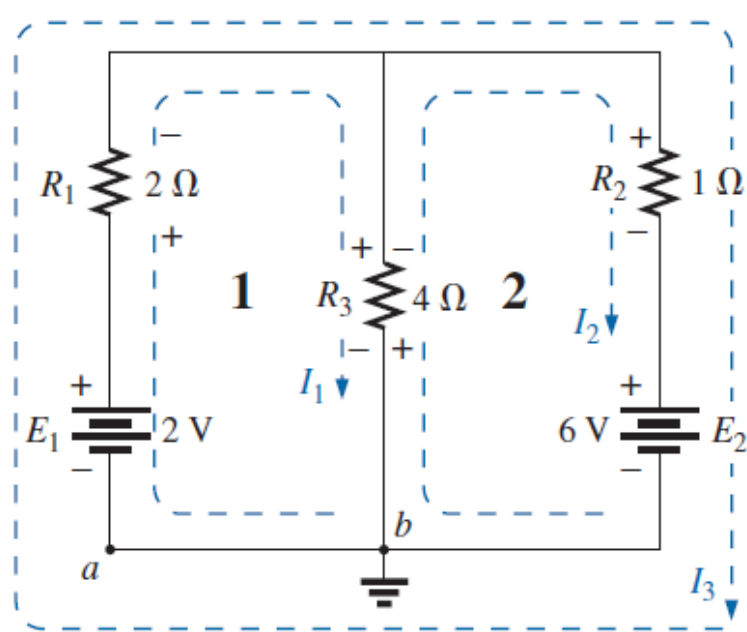 − +
R₁ 2 Ω R₂ 1 Ω
+ + − −
1 R₃ 4 Ω 2
I₂
− +
I₁
+ +
E₁ 2 V 6 V E₂
− −
b
a
I₃